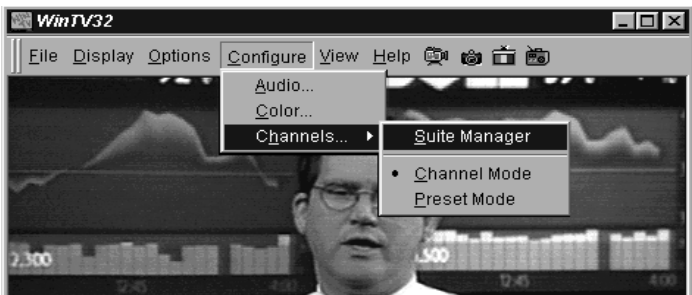 WinTV32
File Display Options Configure View Help
Audio...
Color...
Channels...
Suite Manager
Channel Mode
Preset Mode
2,300
.500
12:45
4:00
12:45
4:00